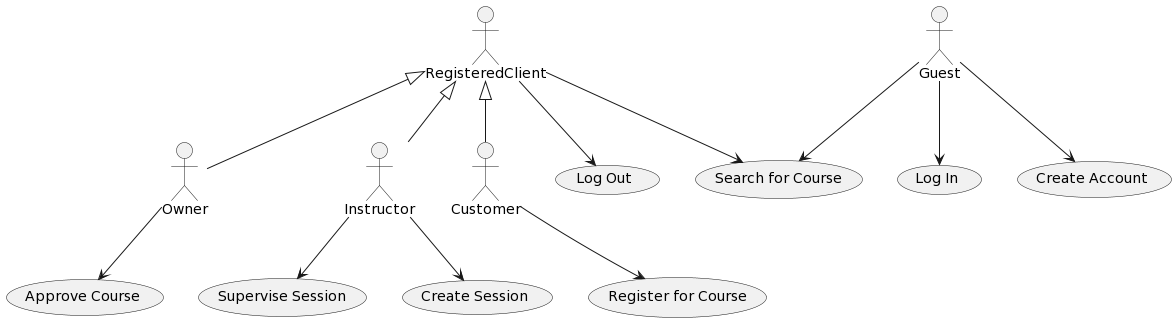 RegisteredClient
Guest
Owner
Instructor
Customer
Log Out
Search for Course
Log In
Create Account
Approve Course
Supervise Session
Create Session
Register for Course